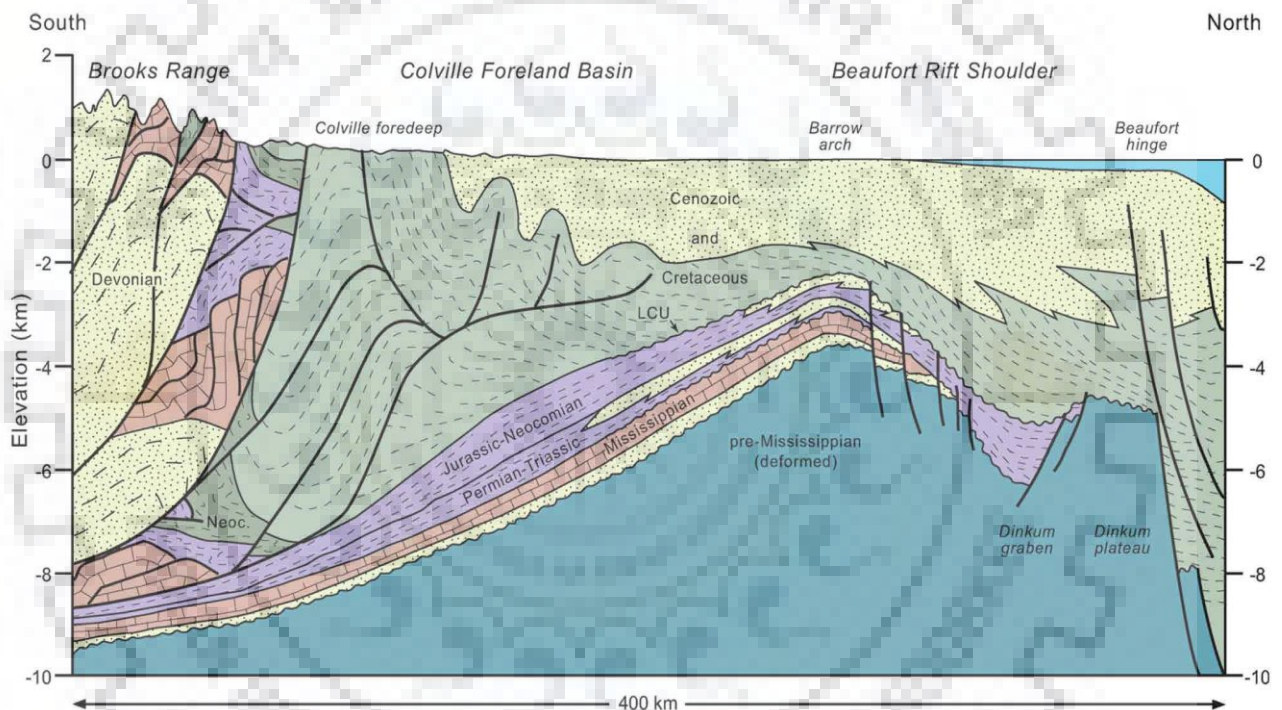 South
North
Brooks Range
Colville Foreland Basin
Beaufort Rift Shoulder
2
0
-2
-4
-6
-8
-10
Elevation (km)
0
-2
-4
-6
-8
-10
Colville foredeep
Barrow
arch
Beaufort
hinge
Cenozoic
and
Cretaceous
Devonian
LCU
Jurassic-Neocomian
Permian-Triassic
Mississippian
pre-Mississippian
(deformed)
Neoc.
Dinkum
graben
Dinkum
plateau
400 km